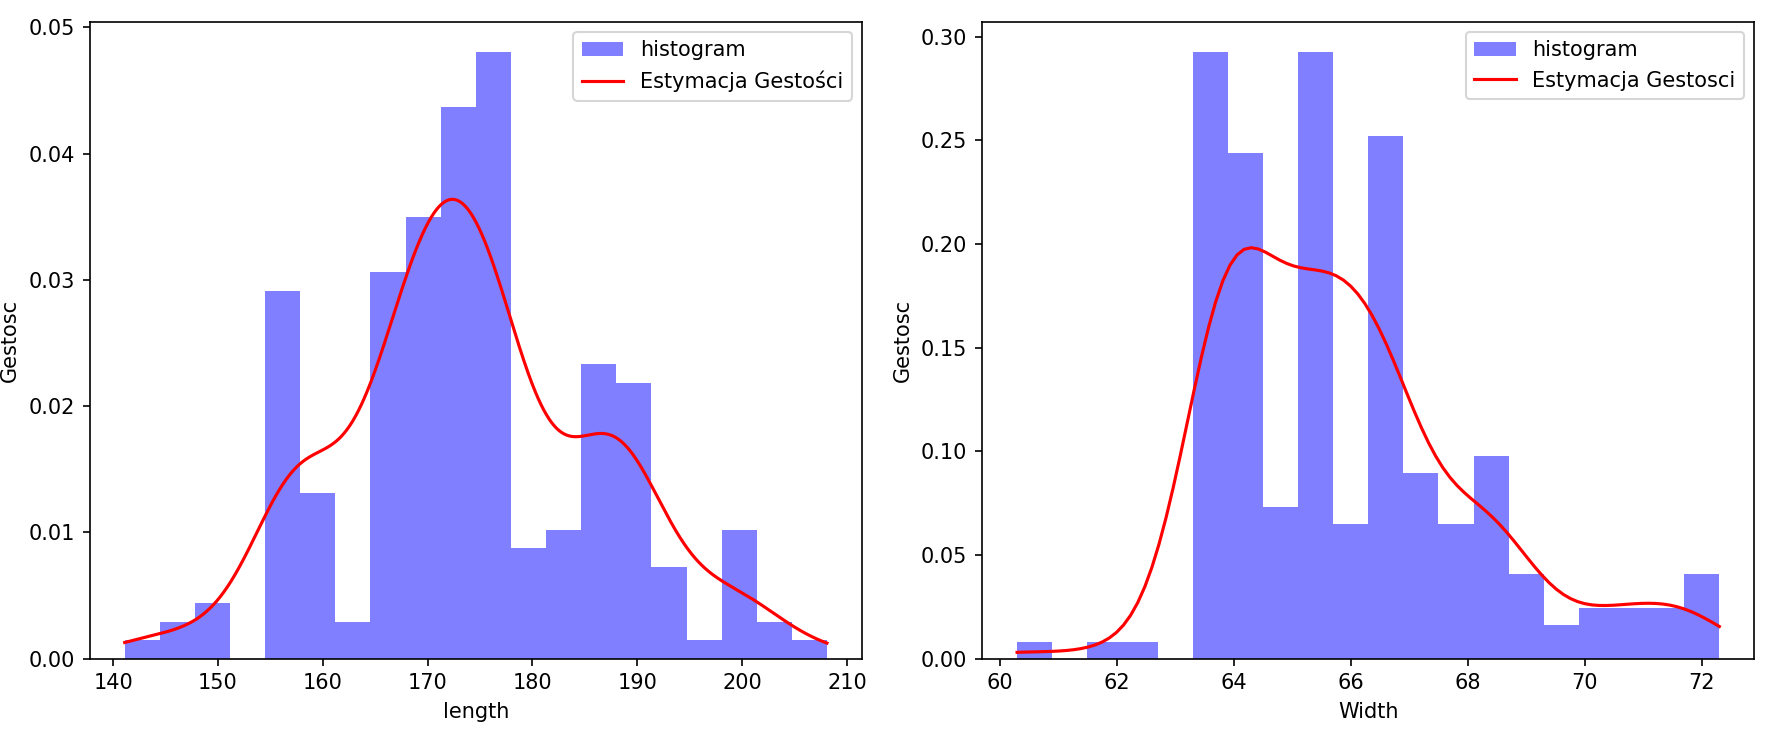 histogram
Estymacja Gestości
0.05
0.04
0.03
0.02
0.01
0.00
Gestosc
140 150 160 170 180 190 200 210
length
histogram
Estymacja Gestosci
0.30
0.25
0.20
0.15
0.10
0.05
0.00
Gestosc
60 62 64 66 68 70 72
Width